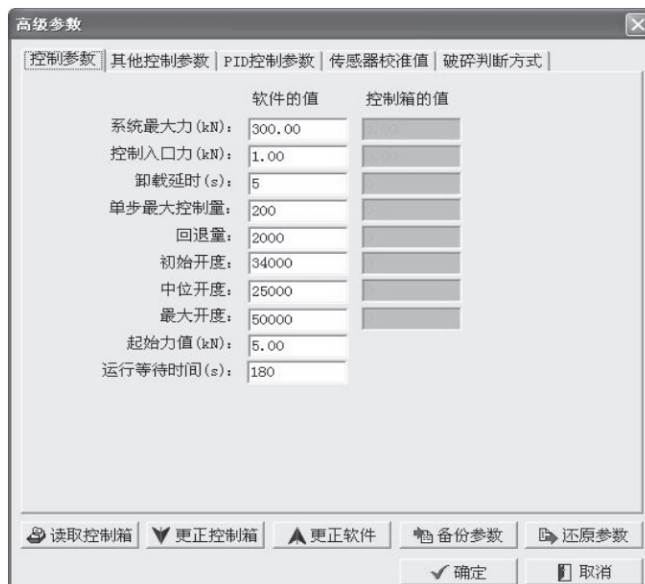 高级参数
控制参数 其他控制参数 PID控制参数 传感器校准值 破碎判断方式
软件的值 控制箱的值
系统最大力(kN): 300.00
控制入口力(kN): 1.00
卸载延时(s): 5
单步最大控制量: 200
回退量: 2000
初始开度: 34000
中位开度: 25000
最大开度: 50000
起始力值(kN): 5.00
运行等待时间(s): 180
读取控制箱 更正控制箱 更正软件 备份参数 还原参数
确定 取消